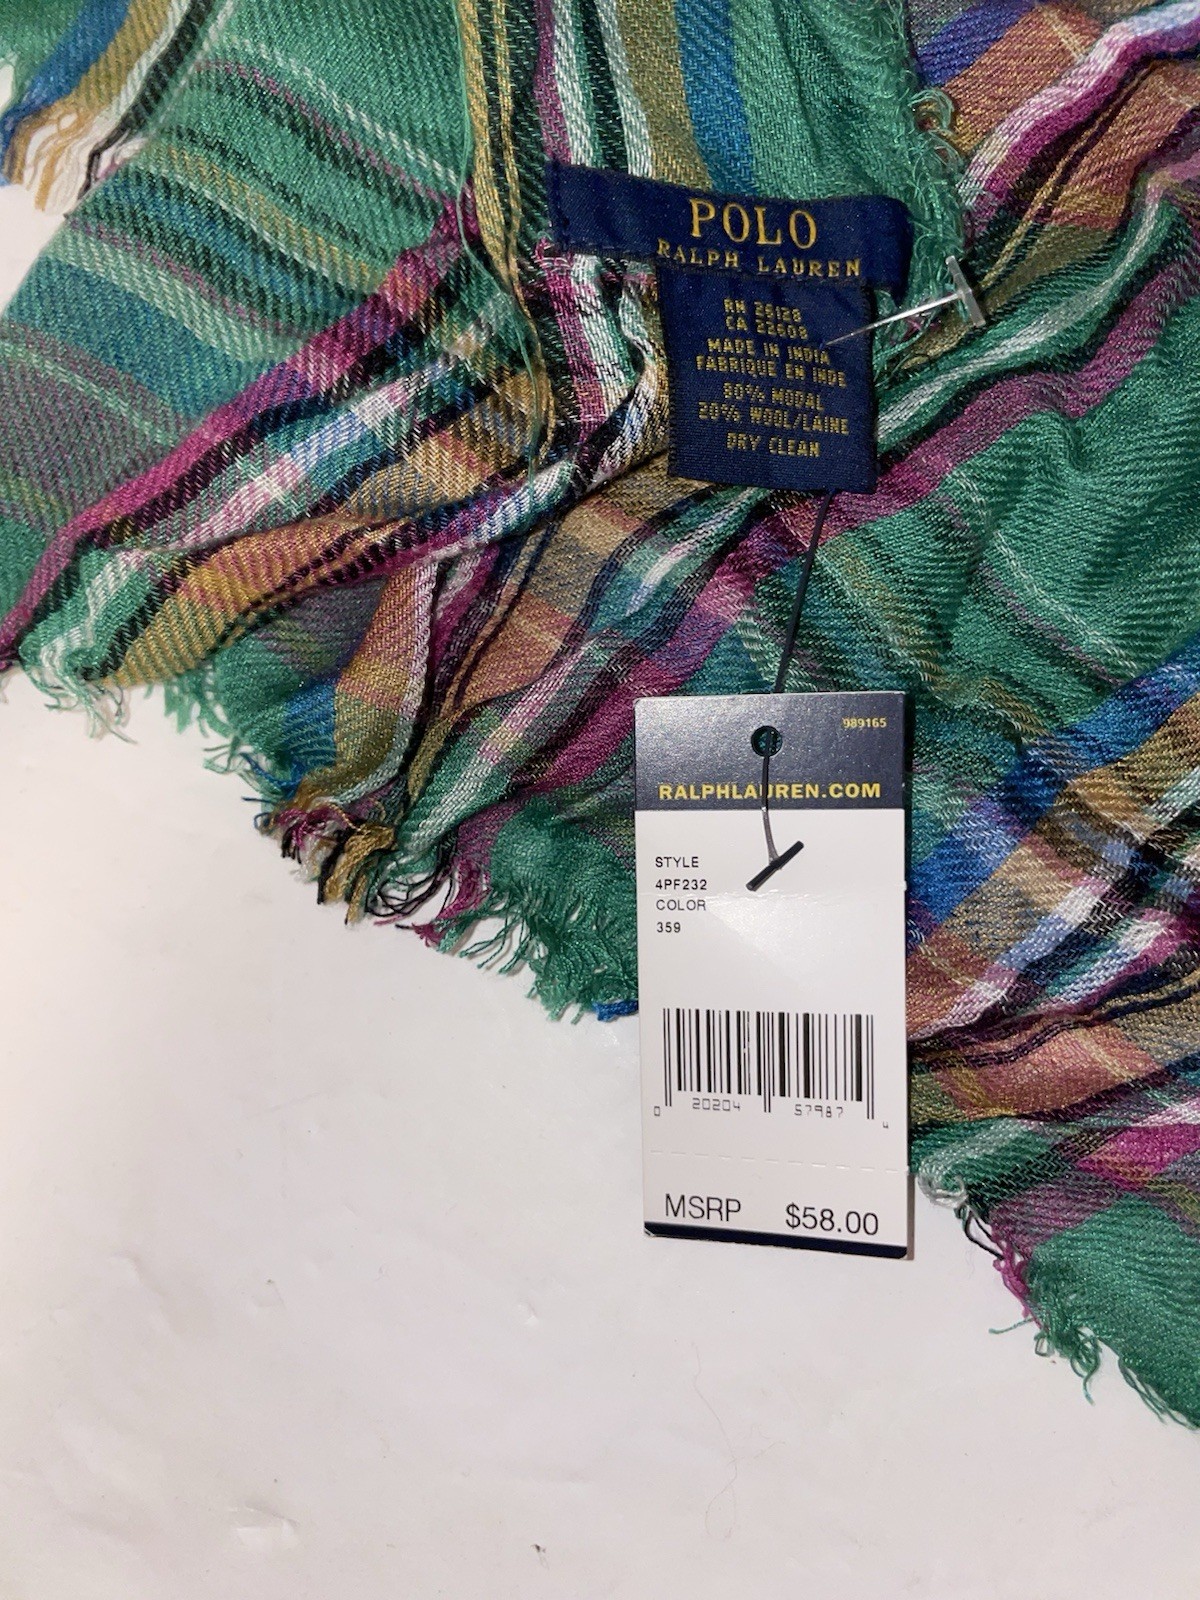 POLO
RALPH LAUREN
RN 26128
CA 22608
MADE IN INDIA
FABRIQUE EN INDE
80% MODAL
20% WOOL/LAINE
DRY CLEAN
989165
RALPHLAUREN.COM
STYLE
4PF232
COLOR
359
0 20204 57987 4
MSRP $58.00